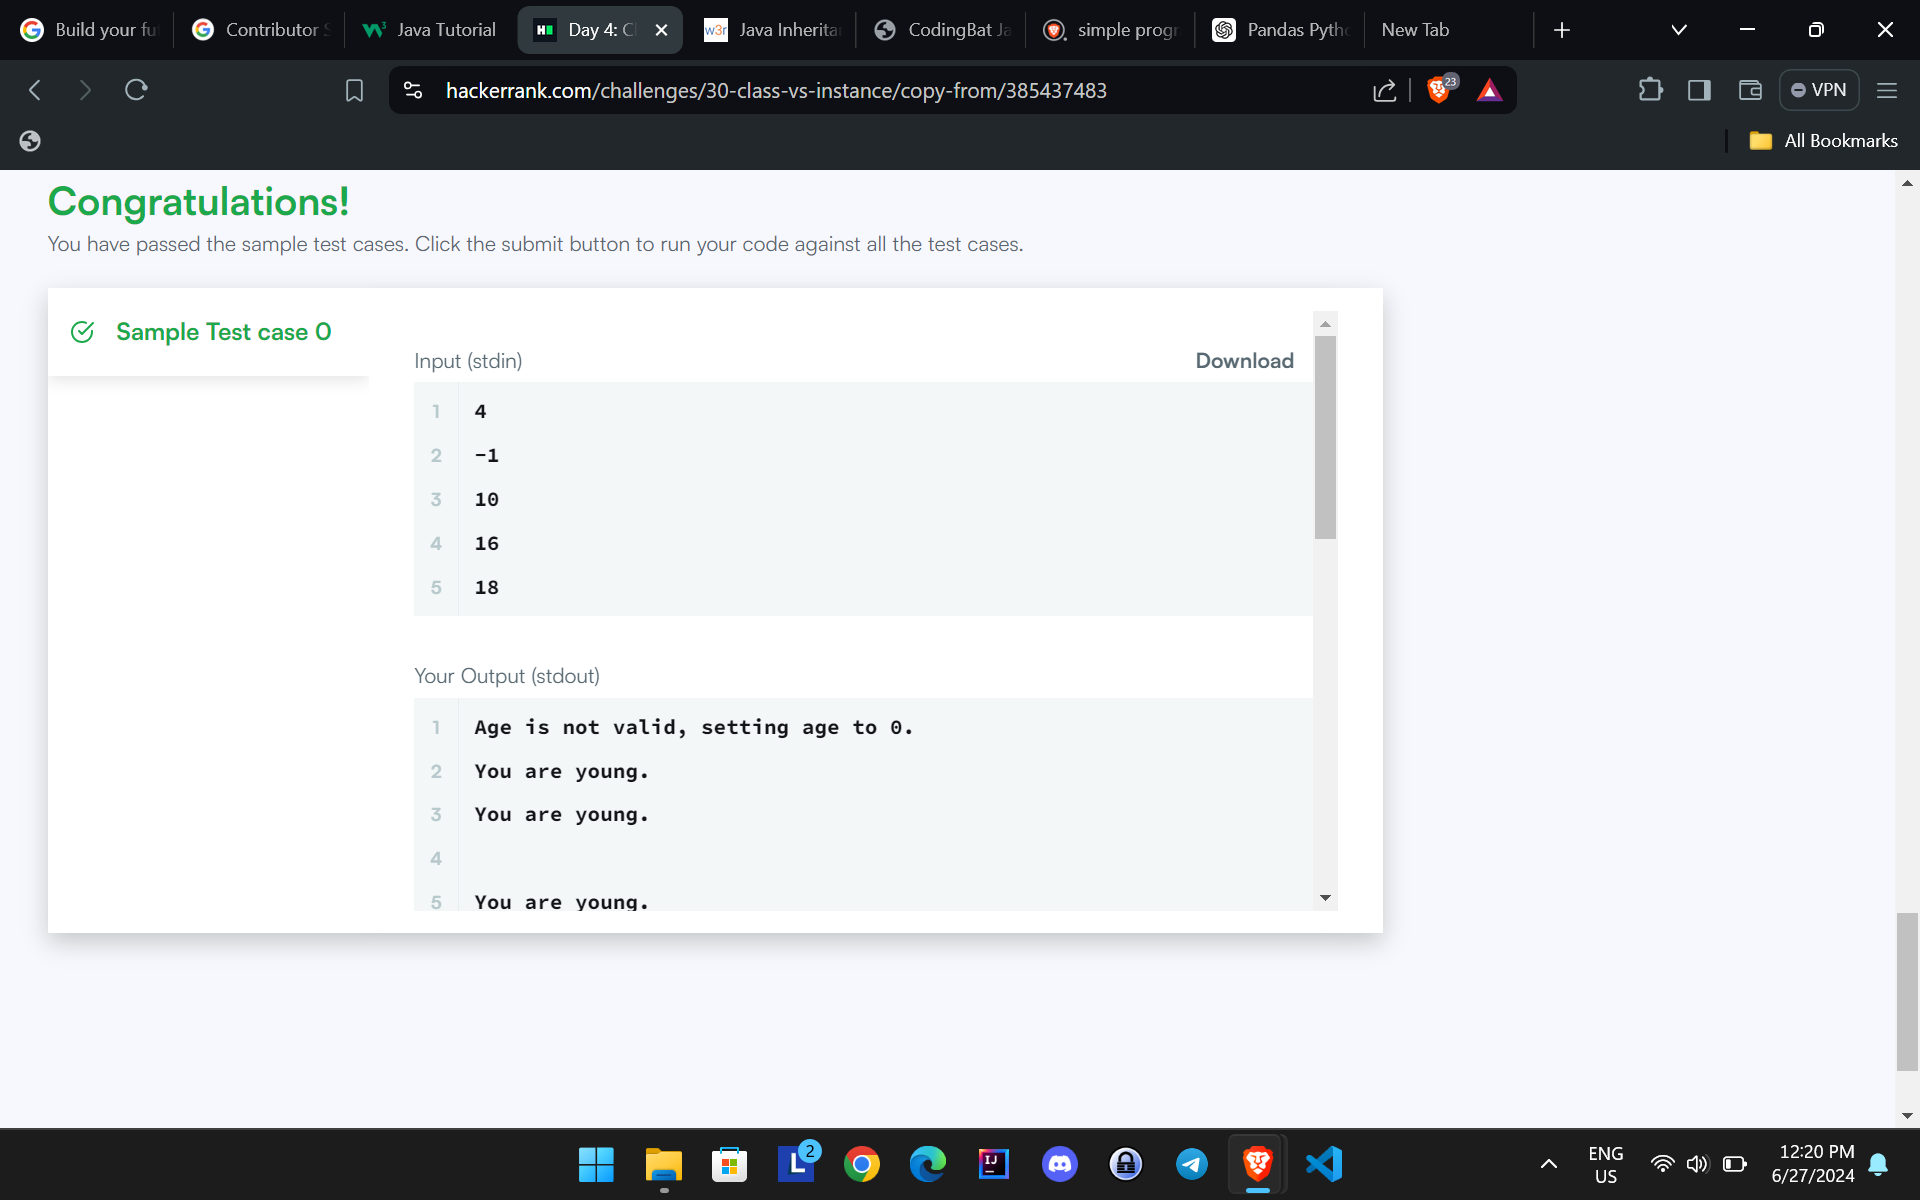 Build your fu
Contributor S
Java Tutorial
Day 4: C
Java Inherita
CodingBat Ja
simple progr
Pandas Pyth
New Tab
hackerrank.com/challenges/30-class-vs-instance/copy-from/385437483
23
VPN
All Bookmarks
Congratulations!
You have passed the sample test cases. Click the submit button to run your code against all the test cases.
Sample Test case 0
Input (stdin)
Download
1 4
2 -1
3 10
4 16
5 18
Your Output (stdout)
1 Age is not valid, setting age to 0.
2 You are young.
3 You are young.
4
5 You are young.
L 2
IJ
ENG
US
12:20 PM
6/27/2024